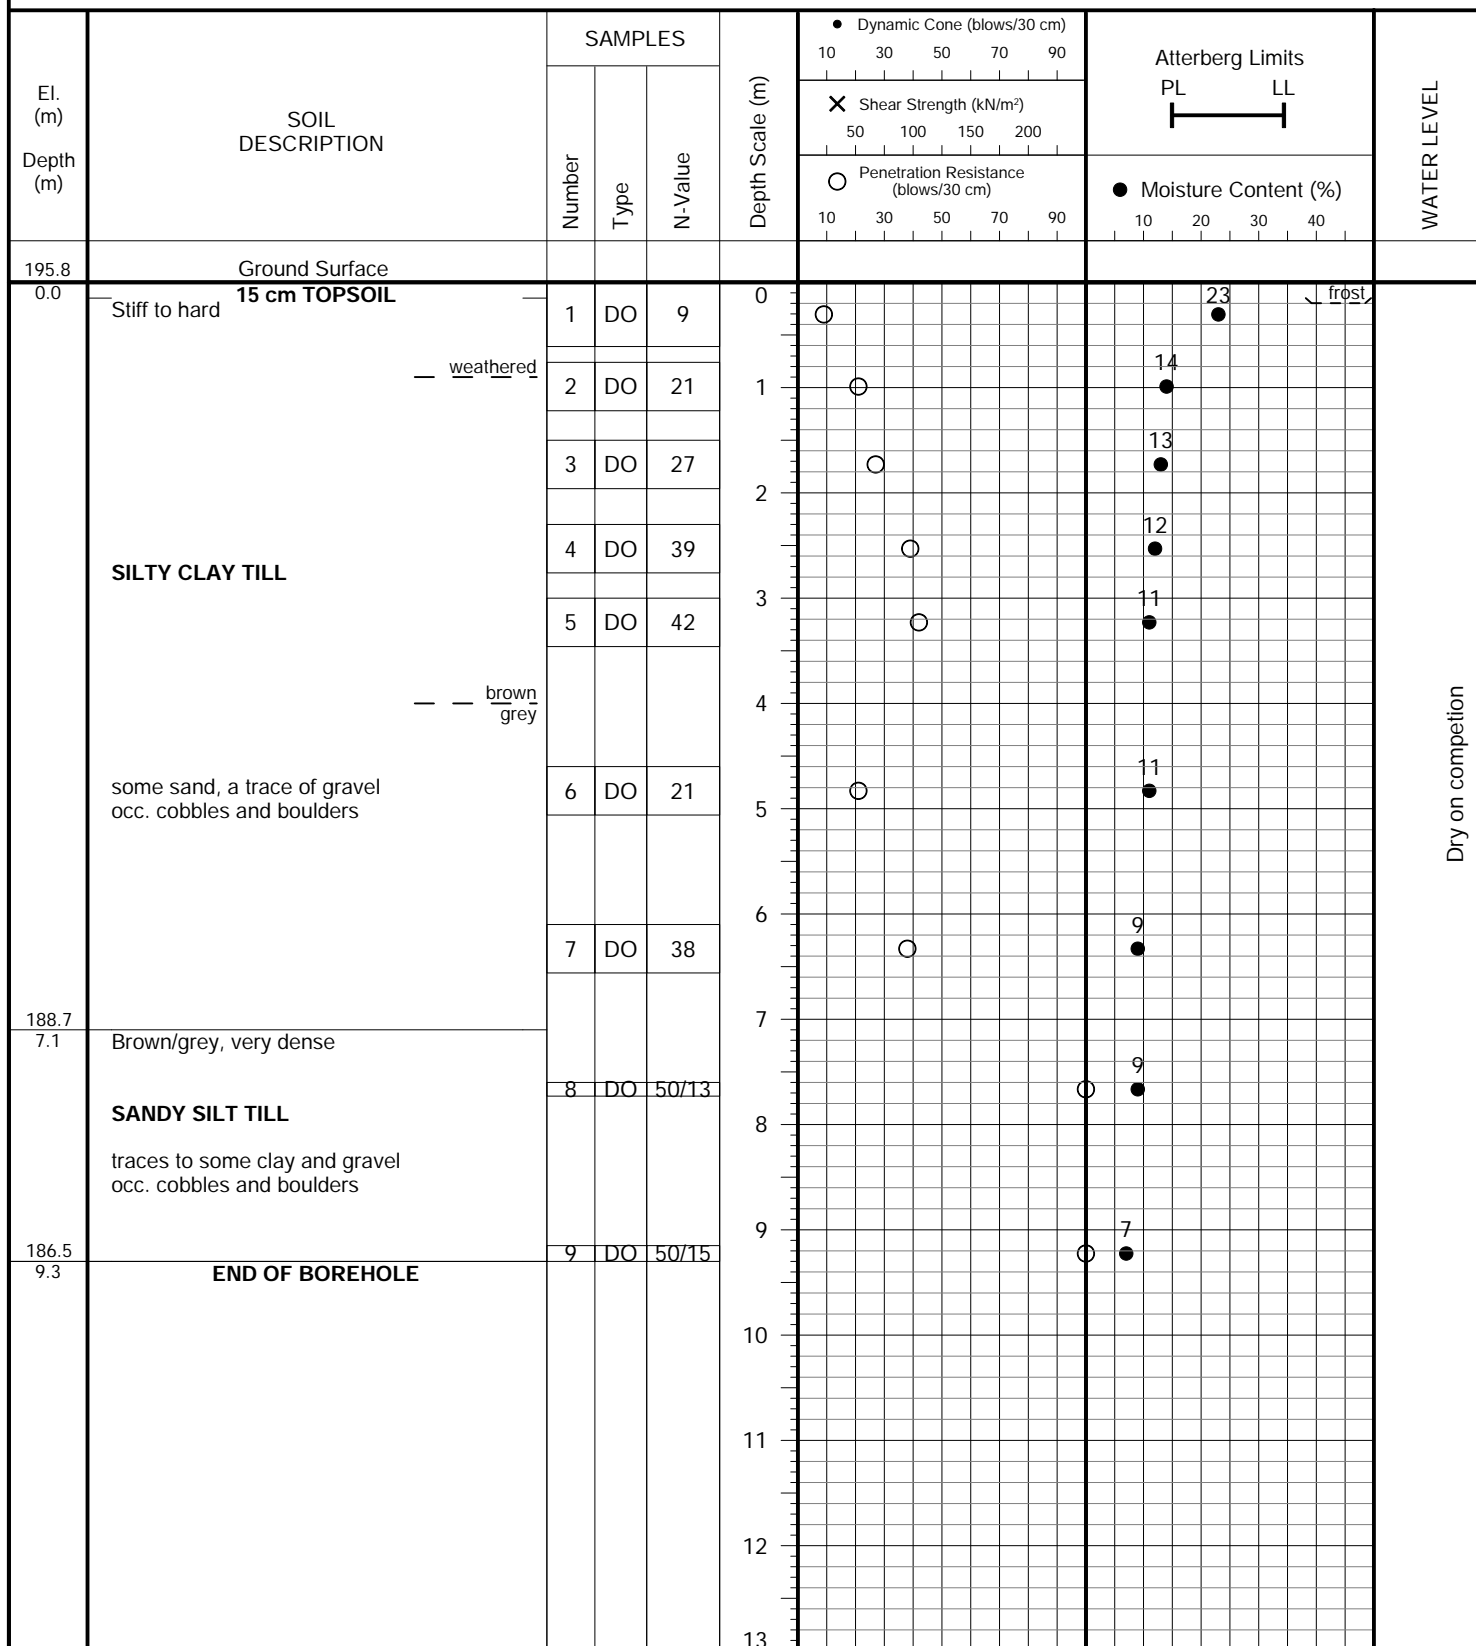 El.
(m)
Depth
(m)
SOIL
DESCRIPTION
SAMPLES
Number
Type
N-Value
Depth Scale (m)
Dynamic Cone (blows/30 cm)
10 30 50 70 90
Shear Strength (kN/m²)
50 100 150 200
Penetration Resistance
(blows/30 cm)
10 30 50 70 90
Atterberg Limits
PL LL
Moisture Content (%)
10 20 30 40
WATER LEVEL
195.8 Ground Surface
0.0 15 cm TOPSOIL 0 23 frost
Stiff to hard 1 DO 9
weathered 14
2 DO 21 1
13
3 DO 27
2
12
4 DO 39
SILTY CLAY TILL
3 11
5 DO 42
brown 4
grey
11
some sand, a trace of gravel 6 DO 21
occ. cobbles and boulders 5
6 9
7 DO 38
188.7 7
7.1 Brown/grey, very dense
9
8 DO 50/13
SANDY SILT TILL
8
traces to some clay and gravel
occ. cobbles and boulders
9 7
186.5 9 DO 50/15
9.3 END OF BOREHOLE
10
11
12
13
Dry on competion